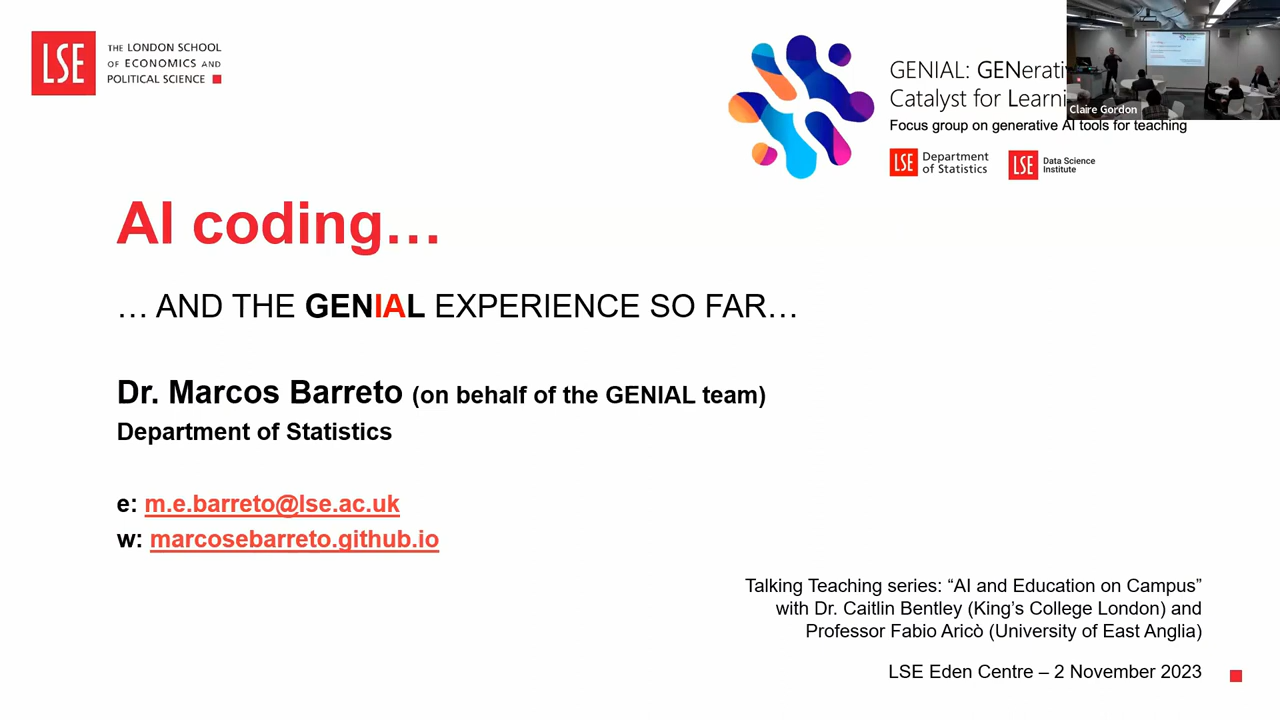 LSE
THE LONDON SCHOOL
OF ECONOMICS AND
POLITICAL SCIENCE
GENIAL: GENerati
Catalyst for Learni
Claire Gordon
Focus group on generative AI tools for teaching
LSE Department
of Statistics
LSE Data Science
Institute
AI coding…
… AND THE GENIAL EXPERIENCE SO FAR…
Dr. Marcos Barreto (on behalf of the GENIAL team)
Department of Statistics
e: m.e.barreto@lse.ac.uk
w: marcosebarreto.github.io
Talking Teaching series: “AI and Education on Campus”
with Dr. Caitlin Bentley (King’s College London) and
Professor Fabio Aricò (University of East Anglia)
LSE Eden Centre – 2 November 2023